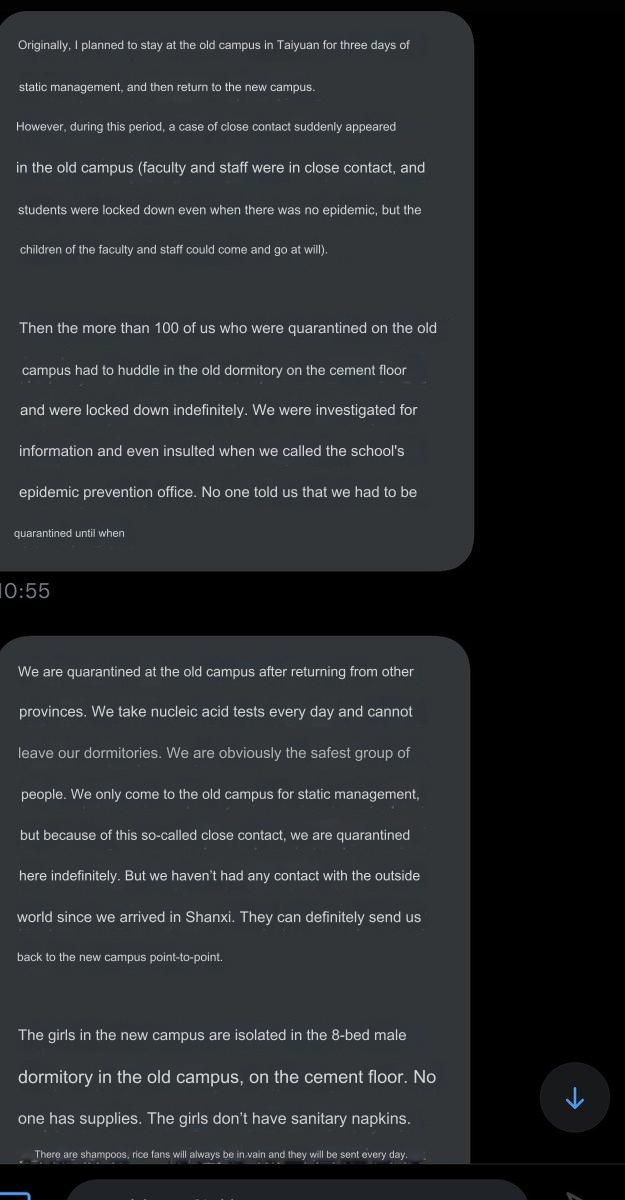 Originally, I planned to stay at the old campus in Taiyuan for three days of
static management, and then return to the new campus.
However, during this period, a case of close contact suddenly appeared
in the old campus (faculty and staff were in close contact, and
students were locked down even when there was no epidemic, but the
children of the faculty and staff could come and go at will).
Then the more than 100 of us who were quarantined on the old
campus had to huddle in the old dormitory on the cement floor
and were locked down indefinitely. We were investigated for
information and even insulted when we called the school's
epidemic prevention office. No one told us that we had to be
quarantined until when
10:55
We are quarantined at the old campus after returning from other
provinces. We take nucleic acid tests every day and cannot
leave our dormitories. We are obviously the safest group of
people. We only come to the old campus for static management,
but because of this so-called close contact, we are quarantined
here indefinitely. But we haven't had any contact with the outside
world since we arrived in Shanxi. They can definitely send us
back to the new campus point-to-point.
The girls in the new campus are isolated in the 8-bed male
dormitory in the old campus, on the cement floor. No
one has supplies. The girls don't have sanitary napkins.
There are shampoos, rice fans will always be in vain and they will be sent every day.